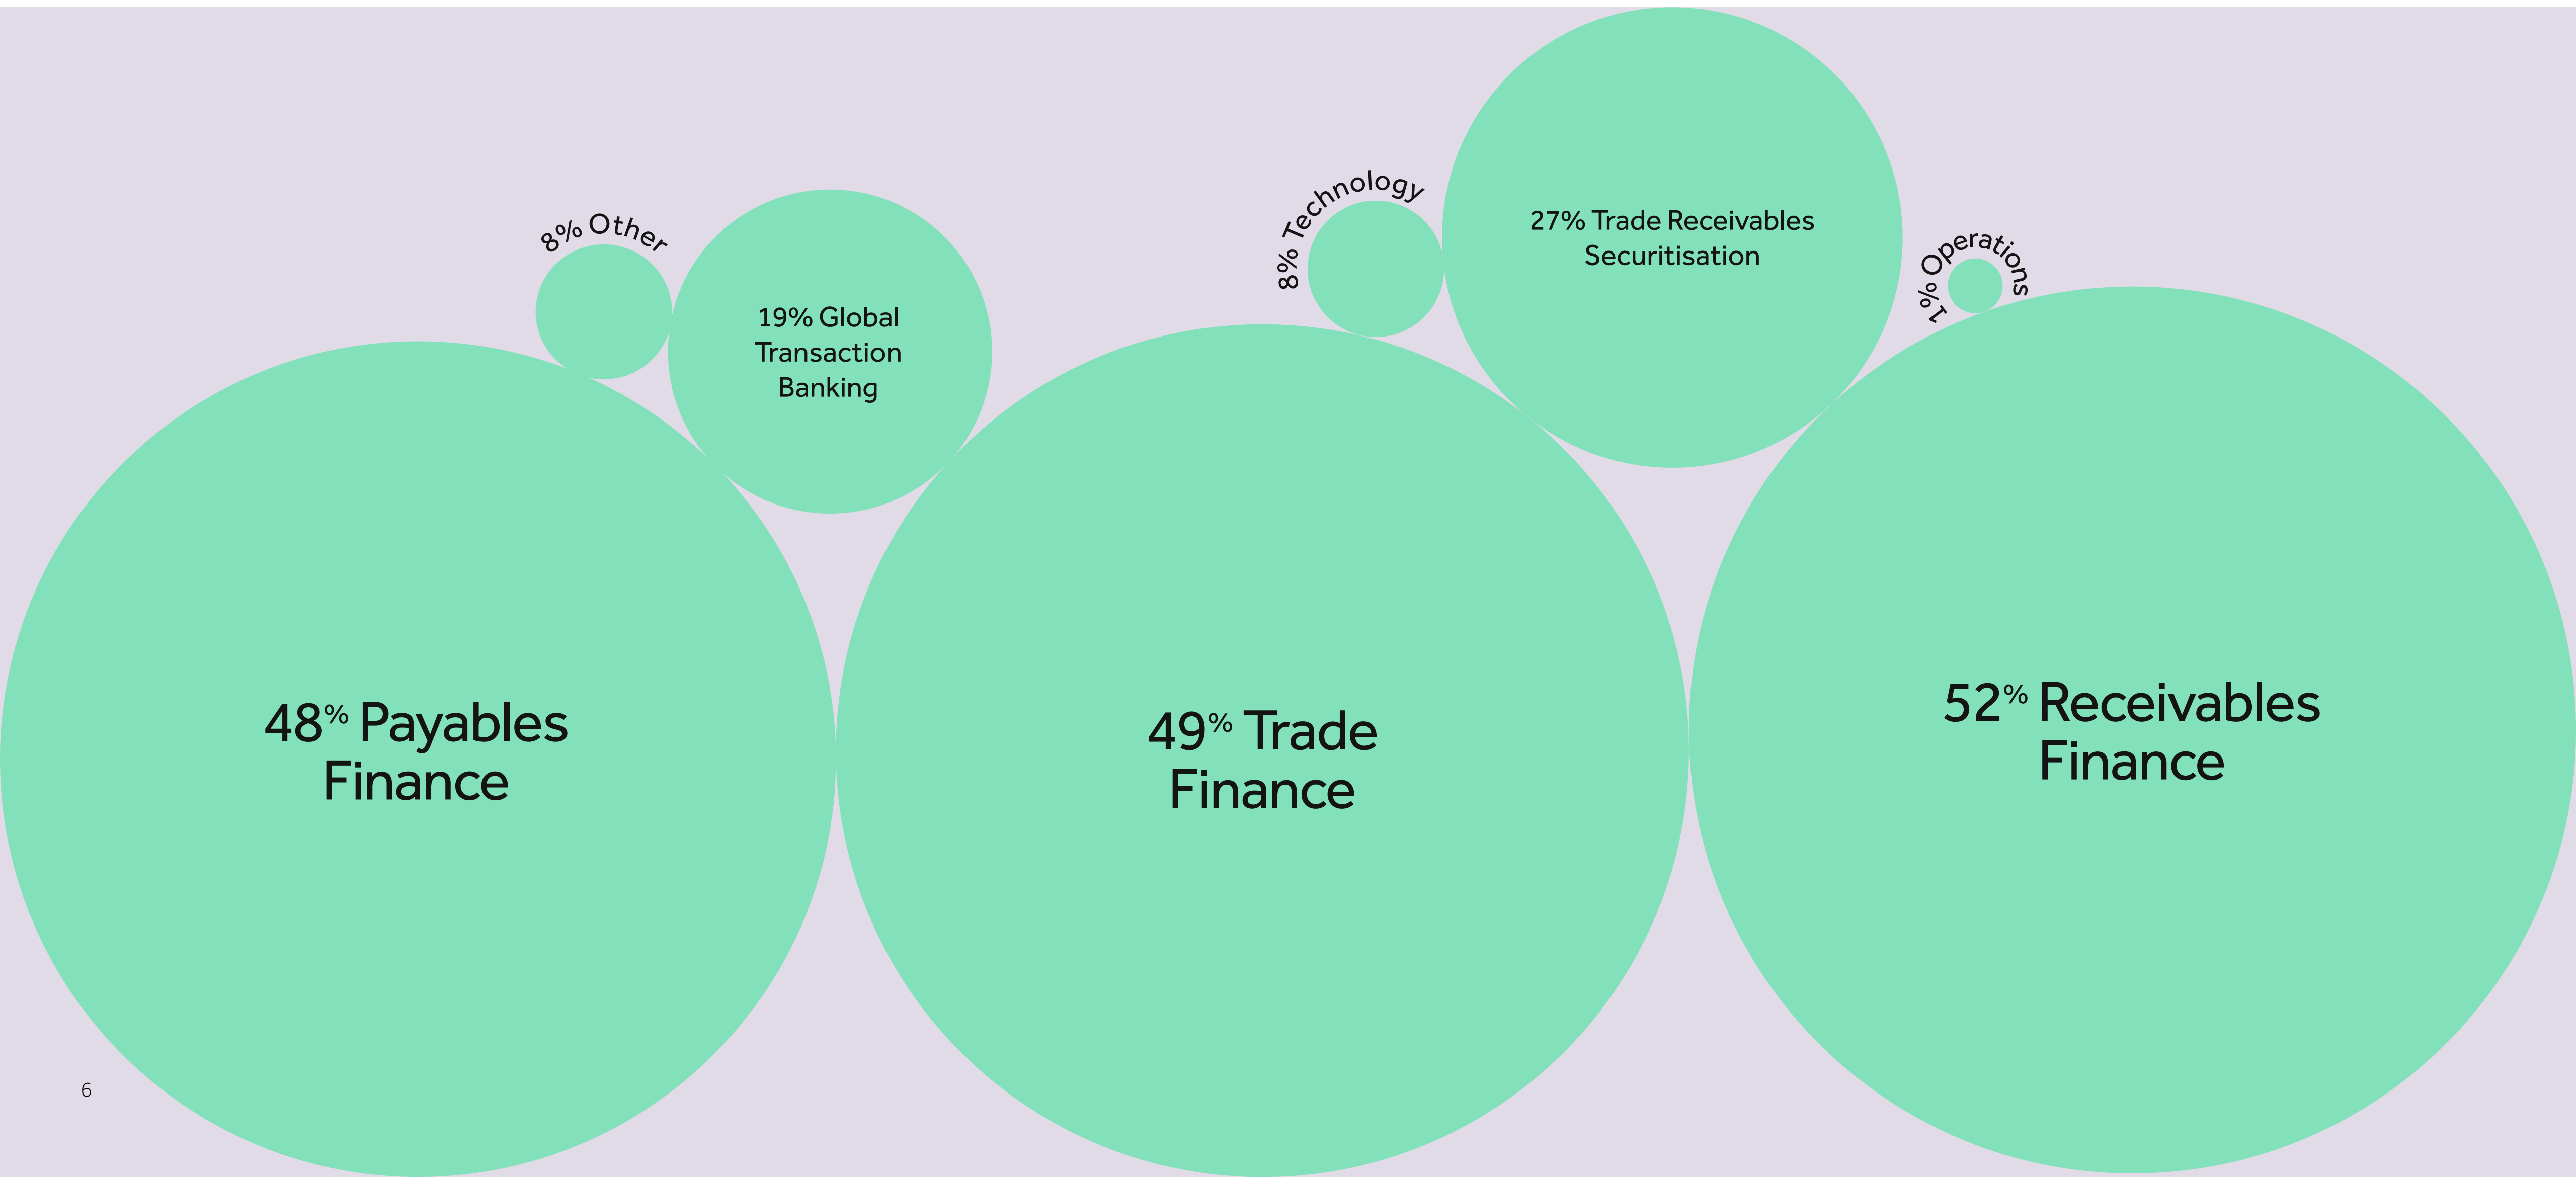 8% Other
19% Global
Transaction
Banking
8% Technology
27% Trade Receivables
Securitisation
1% Operations
48% Payables
Finance
49% Trade
Finance
52% Receivables
Finance
6